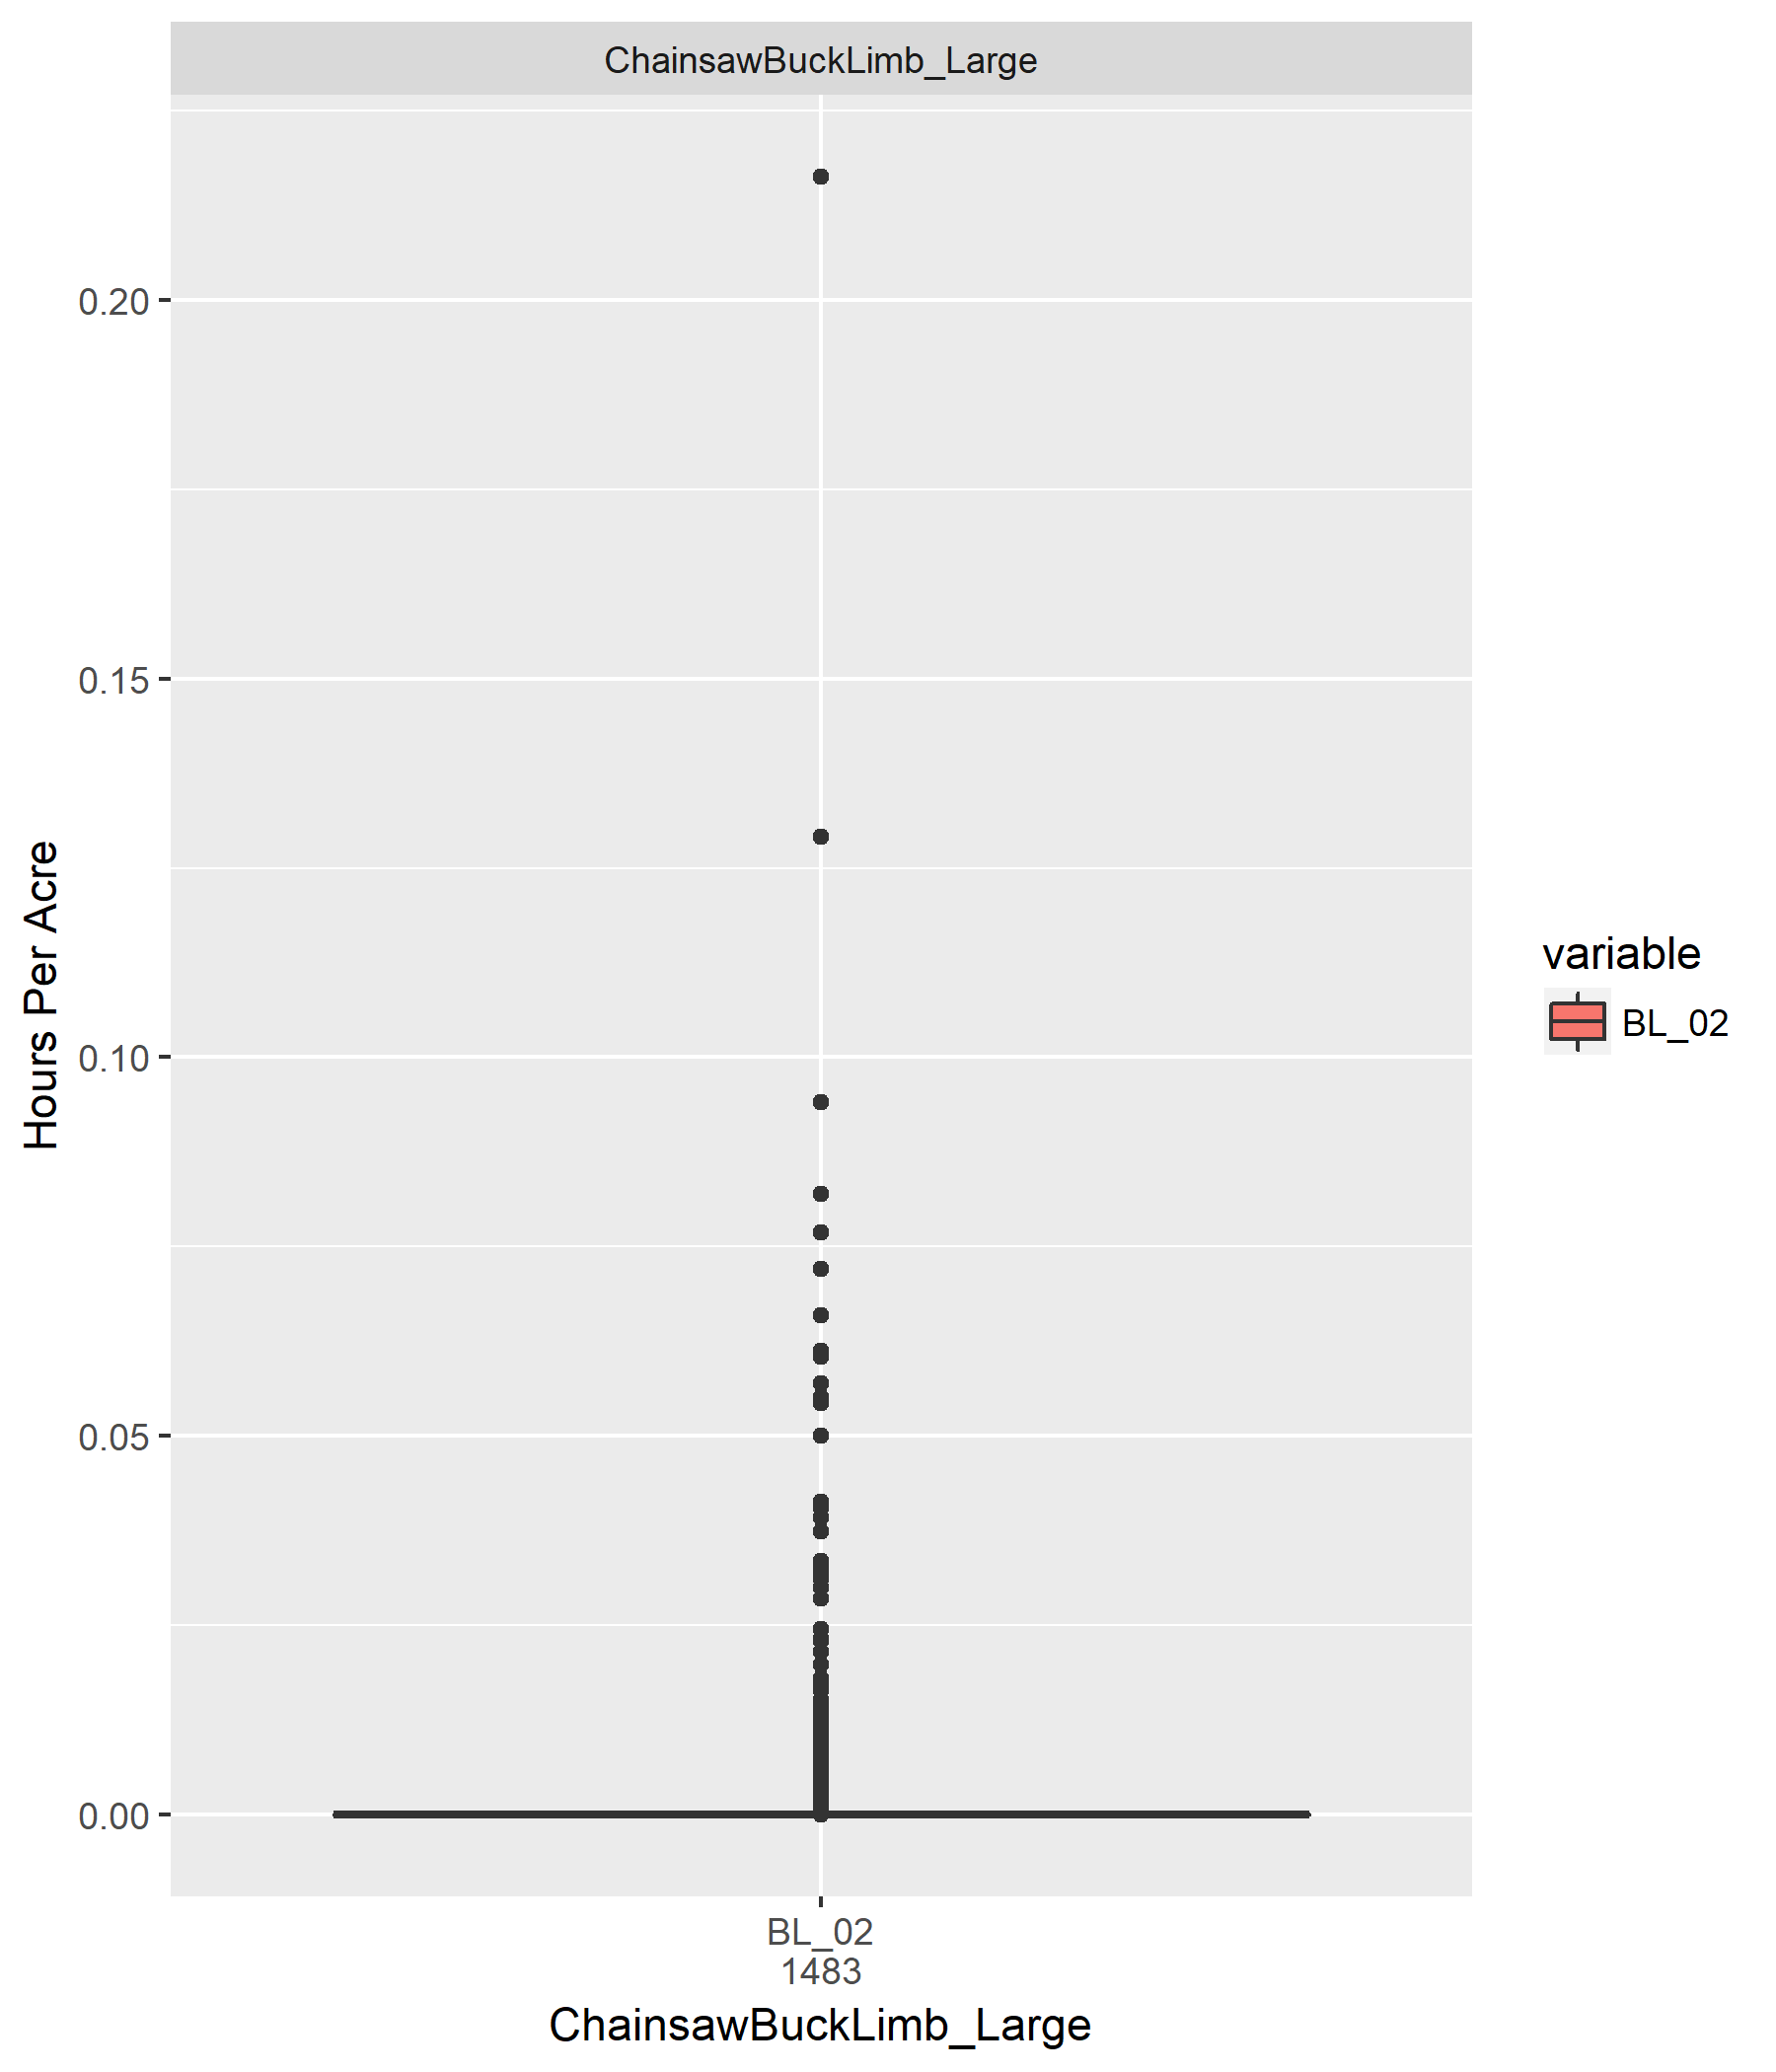 ChainsawBuckLimb_Large
0.20
0.15
0.10
0.05
0.00
Hours Per Acre
BL_02
1483
ChainsawBuckLimb_Large
variable
BL_02